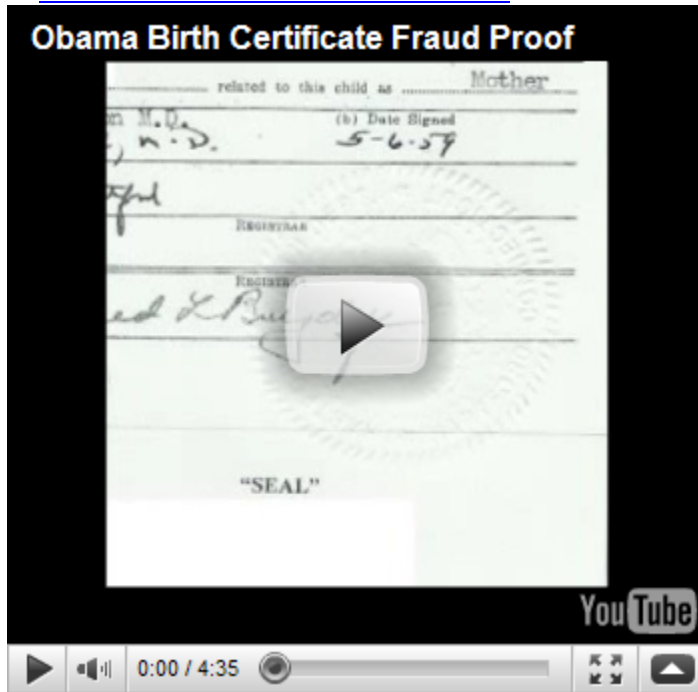 Obama Birth Certificate Fraud Proof
related to this child as Mother
M.D. (b) Date Signed
5-6-59
REGISTRAR
"SEAL"
YouTube
0:00 / 4:35